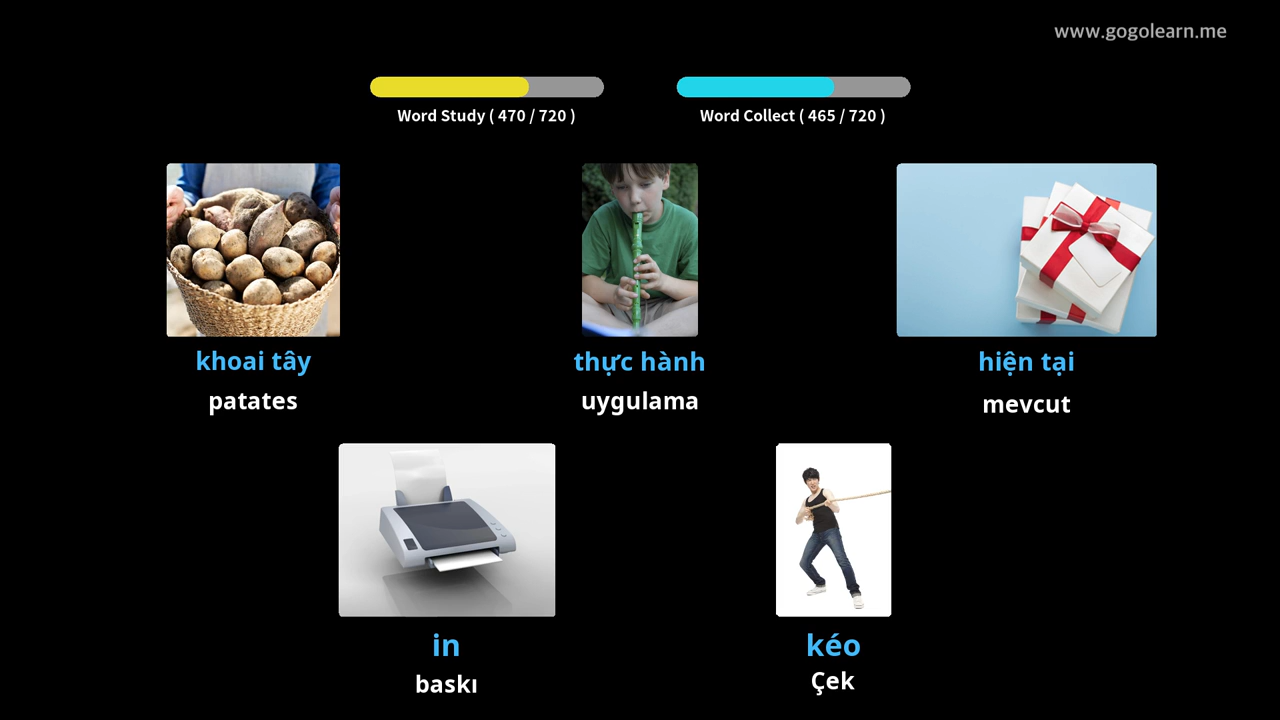 www.gogolearn.me
Word Study ( 470 / 720 )
Word Collect ( 465 / 720 )
khoai tây
patates
thực hành
uygulama
hiện tại
mevcut
in
baskı
kéo
Çek